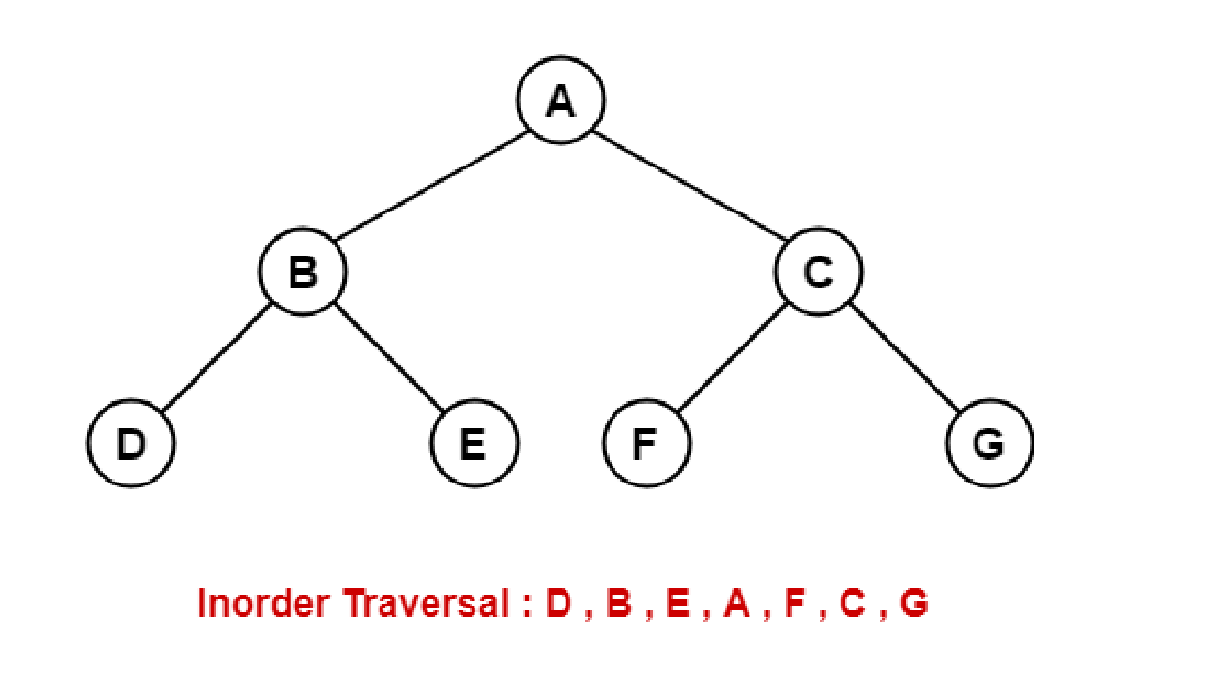 A
B C
D E F G
Inorder Traversal : D , B , E , A , F , C , G